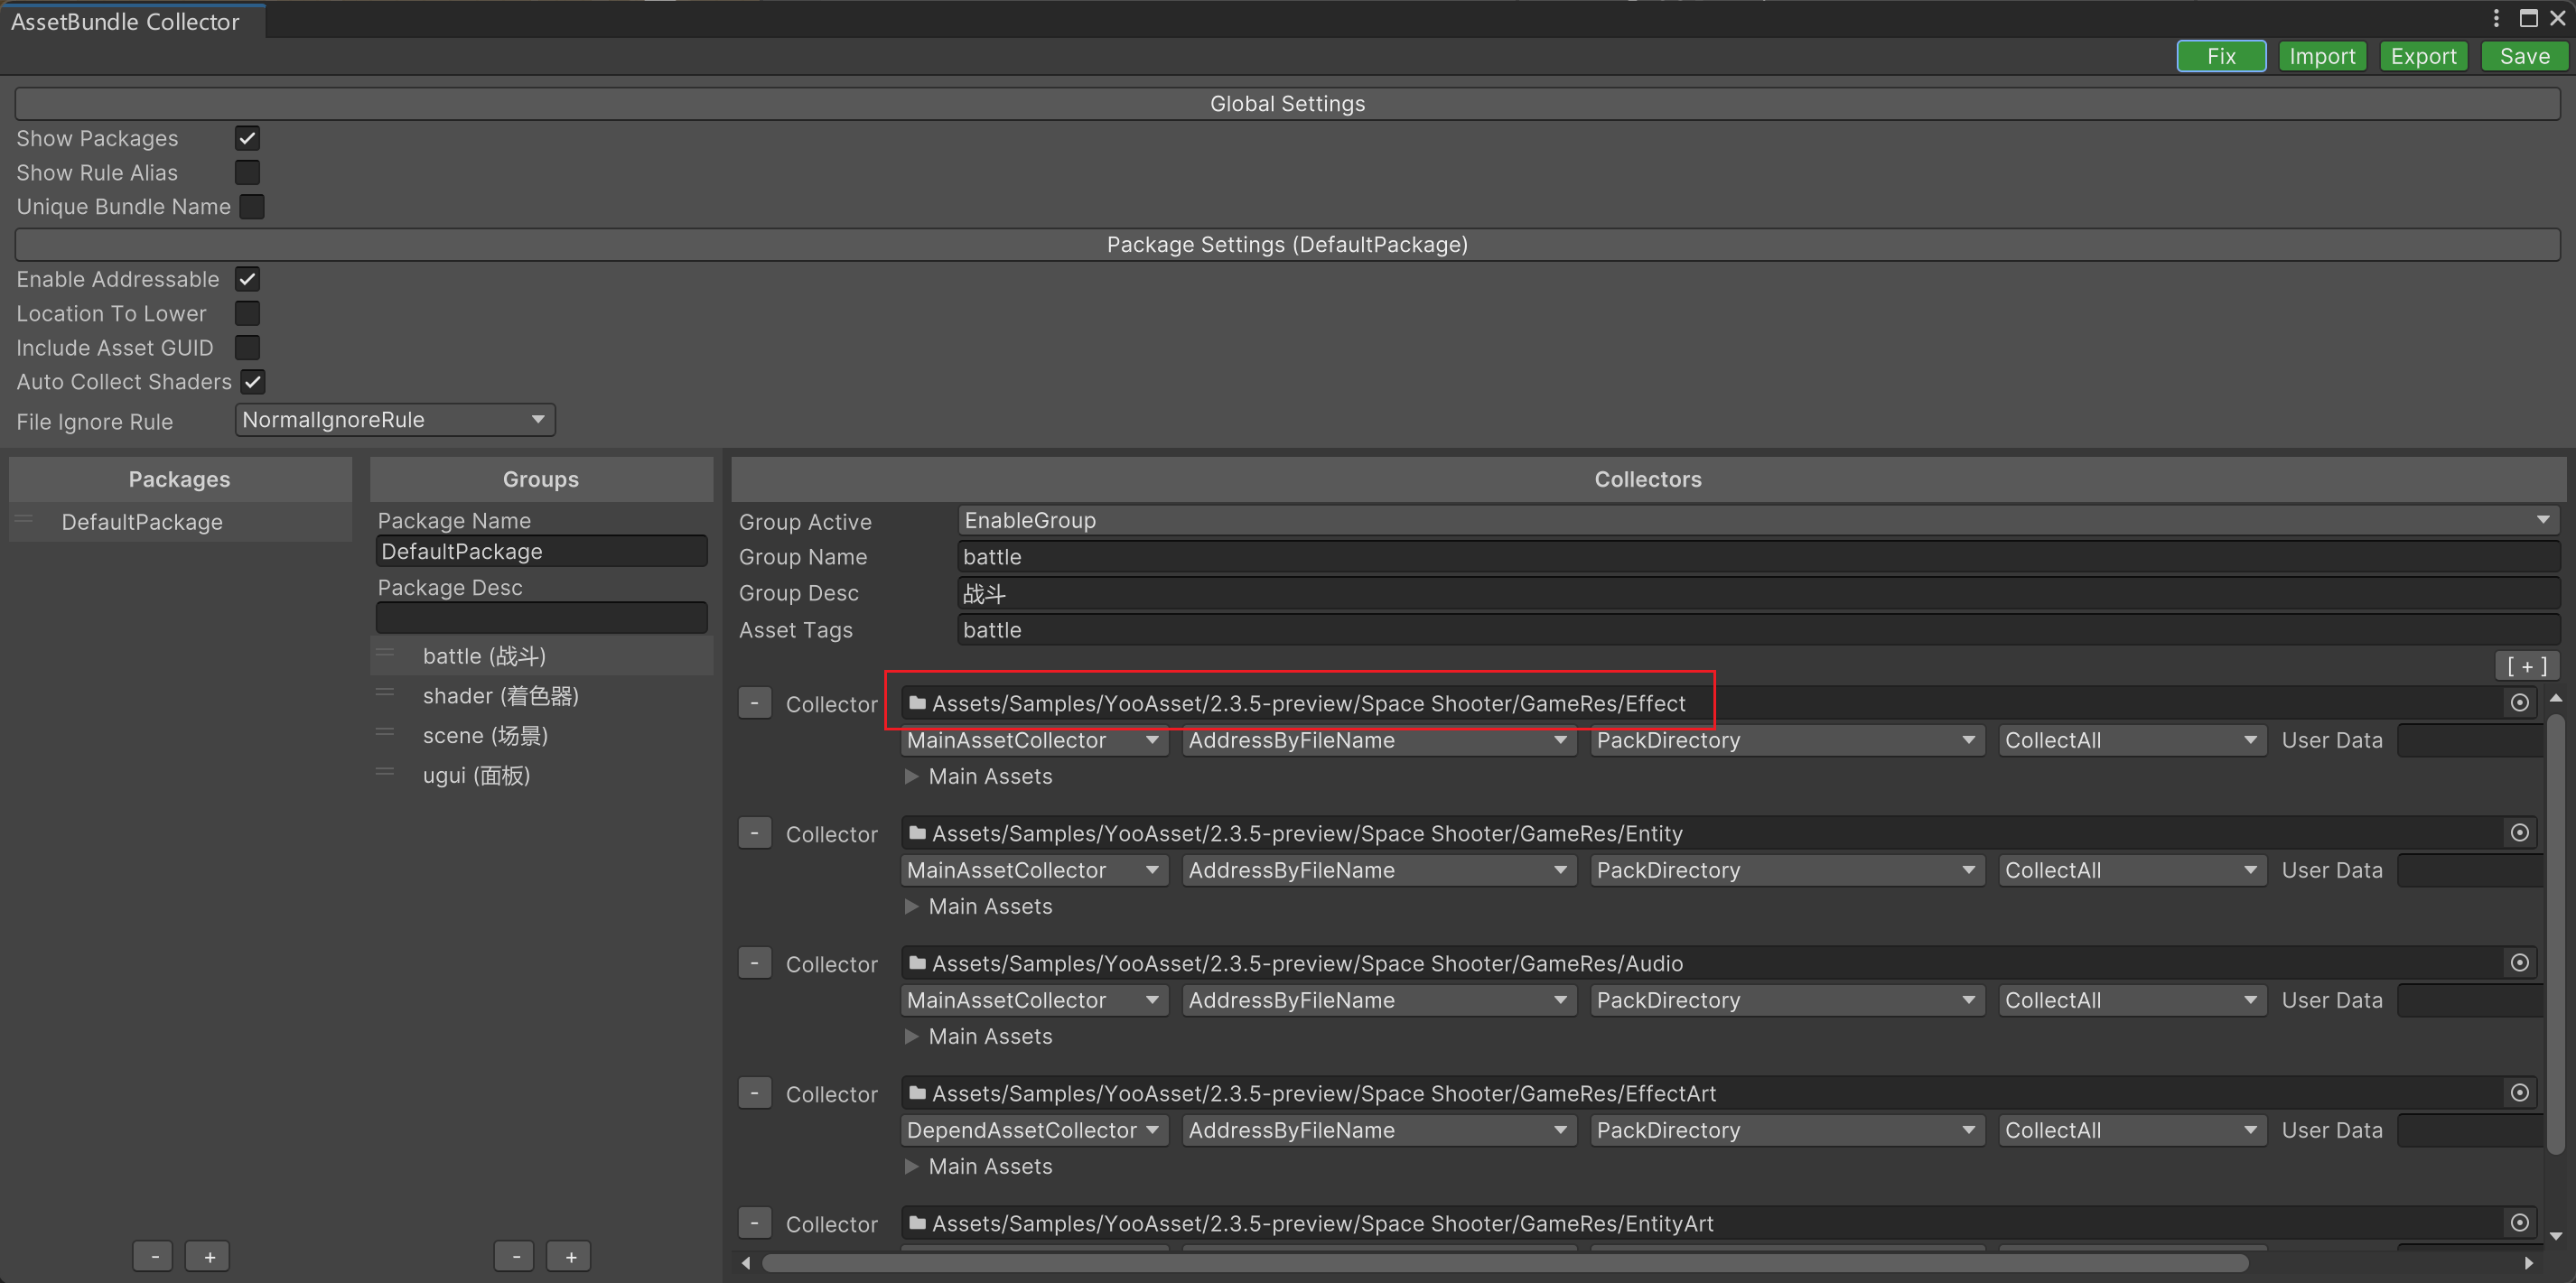 AssetBundle Collector
Fix Import Export Save
Global Settings
Show Packages
Show Rule Alias
Unique Bundle Name
Package Settings (DefaultPackage)
Enable Addressable
Location To Lower
Include Asset GUID
Auto Collect Shaders
File Ignore Rule NormalIgnoreRule
Packages
DefaultPackage
- +
Groups
Package Name
DefaultPackage
Package Desc
battle (战斗)
shader (着色器)
scene (场景)
ugui (面板)
- +
Collectors
Group Active EnableGroup
Group Name battle
Group Desc 战斗
Asset Tags battle
[ + ]
- Collector Assets/Samples/YooAsset/2.3.5-preview/Space Shooter/GameRes/Effect
MainAssetCollector AddressByFileName PackDirectory CollectAll User Data
Main Assets
- Collector Assets/Samples/YooAsset/2.3.5-preview/Space Shooter/GameRes/Entity
MainAssetCollector AddressByFileName PackDirectory CollectAll User Data
Main Assets
- Collector Assets/Samples/YooAsset/2.3.5-preview/Space Shooter/GameRes/Audio
MainAssetCollector AddressByFileName PackDirectory CollectAll User Data
Main Assets
- Collector Assets/Samples/YooAsset/2.3.5-preview/Space Shooter/GameRes/EffectArt
DependAssetCollector AddressByFileName PackDirectory CollectAll User Data
Main Assets
- Collector Assets/Samples/YooAsset/2.3.5-preview/Space Shooter/GameRes/EntityArt